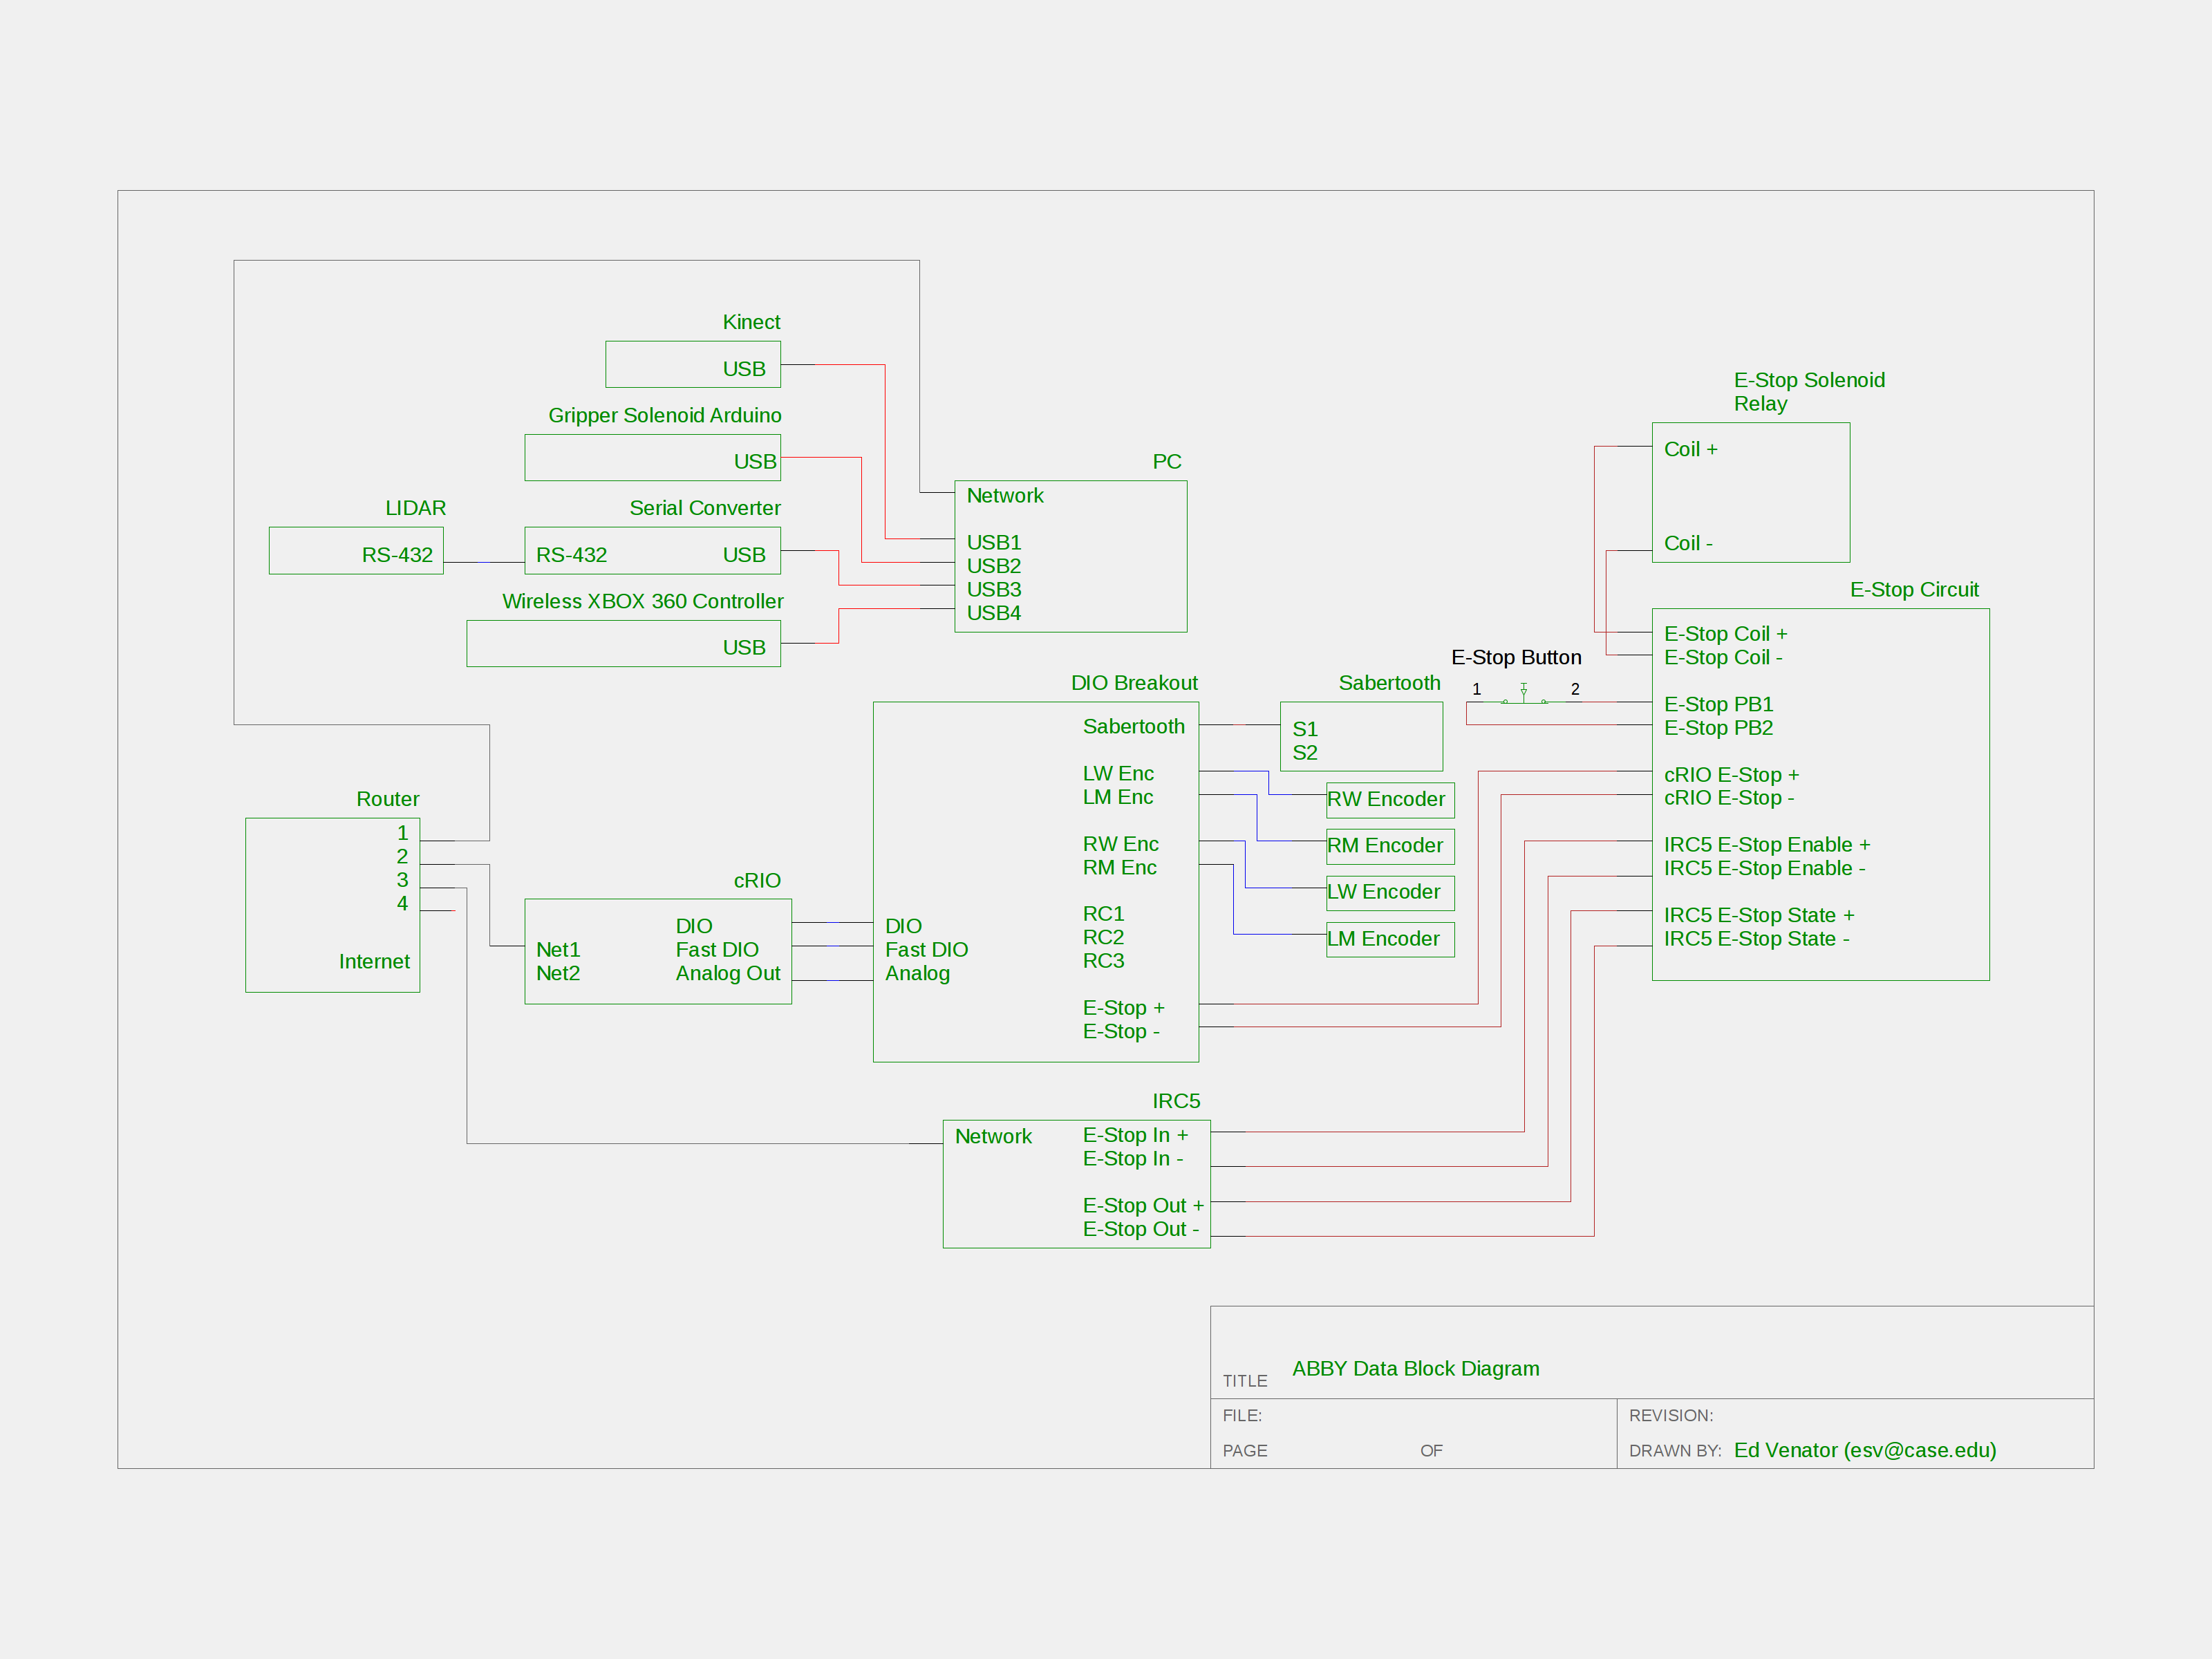 Kinect
USB
Gripper Solenoid Arduino
USB
LIDAR
RS-432
Serial Converter
RS-432 USB
Wireless XBOX 360 Controller
USB
PC
Network
USB1
USB2
USB3
USB4
E-Stop Solenoid
Relay
Coil +
Coil -
E-Stop Circuit
E-Stop Coil +
E-Stop Coil -
E-Stop PB1
E-Stop PB2
cRIO E-Stop +
cRIO E-Stop -
IRC5 E-Stop Enable +
IRC5 E-Stop Enable -
IRC5 E-Stop State +
IRC5 E-Stop State -
E-Stop Button
1 2
DIO Breakout
Sabertooth
LW Enc
LM Enc
RW Enc
RM Enc
RC1
RC2
RC3
E-Stop +
E-Stop -
DIO
Fast DIO
Analog
Sabertooth
S1
S2
RW Encoder
RM Encoder
LW Encoder
LM Encoder
Router
1
2
3
4
Internet
cRIO
Net1
Net2
DIO
Fast DIO
Analog Out
IRC5
Network
E-Stop In +
E-Stop In -
E-Stop Out +
E-Stop Out -
TITLE ABBY Data Block Diagram
FILE:
PAGE OF
REVISION:
DRAWN BY: Ed Venator (esv@case.edu)